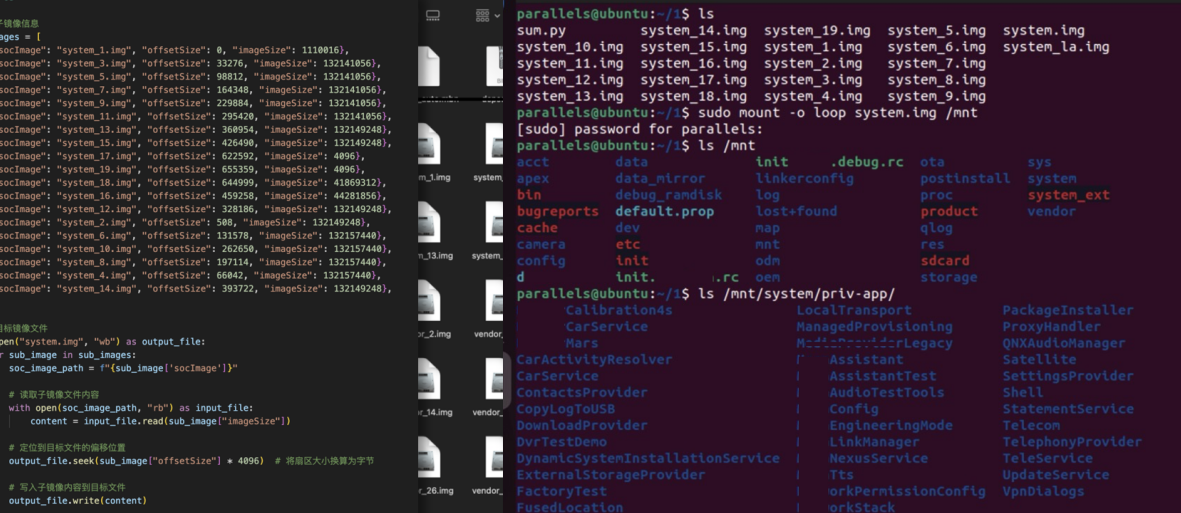 子镜像信息
ages = [
socImage": "system_1.img", "offsetSize": 0, "imageSize": 1110016},
socImage": "system_3.img", "offsetSize": 33276, "imageSize": 132141056},
socImage": "system_5.img", "offsetSize": 98812, "imageSize": 132141056},
socImage": "system_7.img", "offsetSize": 164348, "imageSize": 132141056},
socImage": "system_9.img", "offsetSize": 229884, "imageSize": 132141056},
socImage": "system_11.img", "offsetSize": 295420, "imageSize": 132141056},
socImage": "system_13.img", "offsetSize": 360954, "imageSize": 132149248},
socImage": "system_15.img", "offsetSize": 426490, "imageSize": 132149248},
socImage": "system_17.img", "offsetSize": 622592, "imageSize": 4096},
socImage": "system_19.img", "offsetSize": 655359, "imageSize": 4096},
socImage": "system_18.img", "offsetSize": 644999, "imageSize": 41869312},
socImage": "system_16.img", "offsetSize": 459258, "imageSize": 44281856},
socImage": "system_12.img", "offsetSize": 328186, "imageSize": 132149248},
socImage": "system_2.img", "offsetSize": 508, "imageSize": 132149248},
socImage": "system_6.img", "offsetSize": 131578, "imageSize": 132157440},
socImage": "system_10.img", "offsetSize": 262650, "imageSize": 132157440},
socImage": "system_8.img", "offsetSize": 197114, "imageSize": 132157440},
socImage": "system_4.img", "offsetSize": 66042, "imageSize": 132157440},
socImage": "system_14.img", "offsetSize": 393722, "imageSize": 132149248},
目标镜像文件
pen("system.img", "wb") as output_file:
r sub_image in sub_images:
soc_image_path = f"{sub_image['socImage']}"
# 读取子镜像文件内容
with open(soc_image_path, "rb") as input_file:
content = input_file.read(sub_image["imageSize"])
# 定位到目标文件的偏移位置
output_file.seek(sub_image["offsetSize"] * 4096) # 将扇区大小换算为字节
# 写入子镜像内容到目标文件
output_file.write(content)
m_1.img system_
m_13.img system_
or_2.img vendor_
or_14.img vendor_
or_26.img vendor_
parallels@ubuntu:~/1$ ls
sum.py system_14.img system_19.img system_5.img system.img
system_10.img system_15.img system_1.img system_6.img system_la.img
system_11.img system_16.img system_2.img system_7.img
system_12.img system_17.img system_3.img system_8.img
system_13.img system_18.img system_4.img system_9.img
parallels@ubuntu:~/1$ sudo mount -o loop system.img /mnt
[sudo] password for parallels:
parallels@ubuntu:~/1$ ls /mnt
acct data init .debug.rc ota sys
apex data_mirror linkerconfig postinstall system
bin debug_ramdisk log proc system_ext
bugreports default.prop lost+found product vendor
cache dev map qlog
camera etc mnt res
config init odm sdcard
d init. .rc oem storage
parallels@ubuntu:~/1$ ls /mnt/system/priv-app/
Calibration4s LocalTransport PackageInstaller
CarService ManagedProvisioning ProxyHandler
Mars MediaProviderLegacy QNXAudioManager
CarActivityResolver Assistant Satellite
CarService AssistantTest SettingsProvider
ContactsProvider AudioTestTools Shell
CopyLogToUSB Config StatementService
DownloadProvider EngineeringMode Telecom
DvrTestDemo LinkManager TelephonyProvider
DynamicSystemInstallationService NexusService TeleService
ExternalStorageProvider Tts UpdateService
FactoryTest orkPermissionConfig VpnDialogs
FusedLocation orkStack